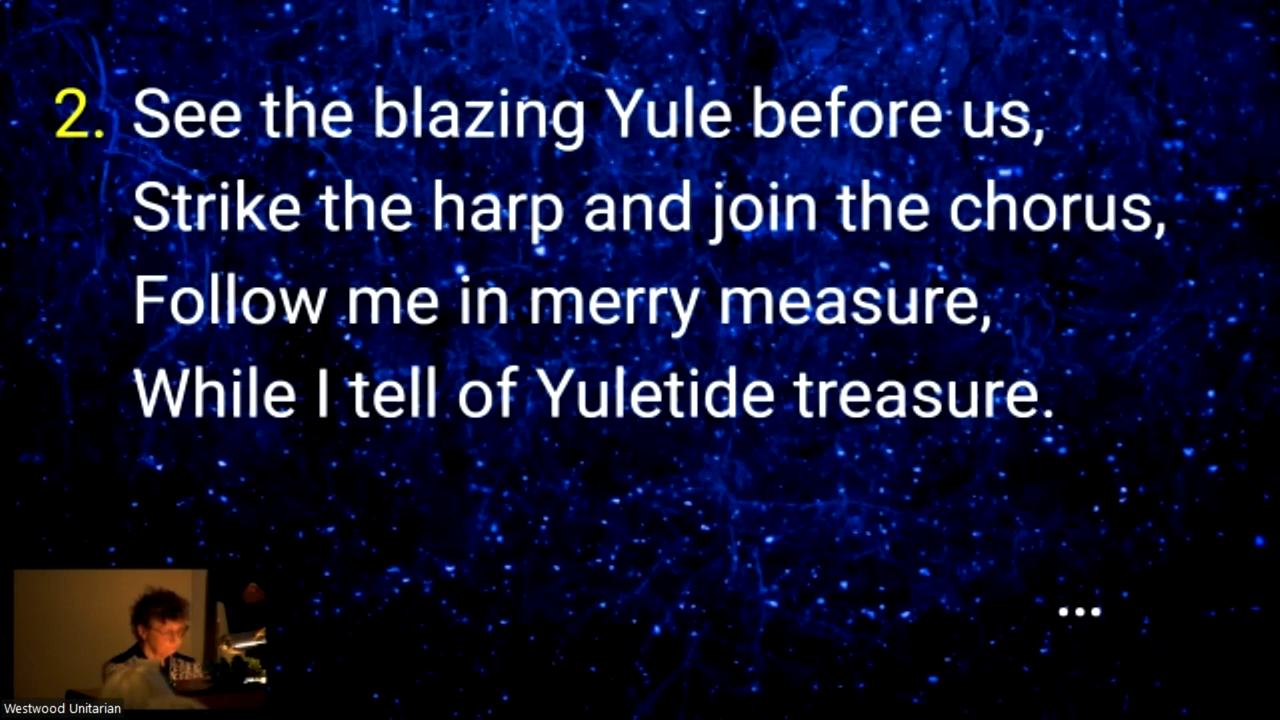 2. See the blazing Yule before us,
Strike the harp and join the chorus,
Follow me in merry measure,
While I tell of Yuletide treasure.
...
Westwood Unitarian